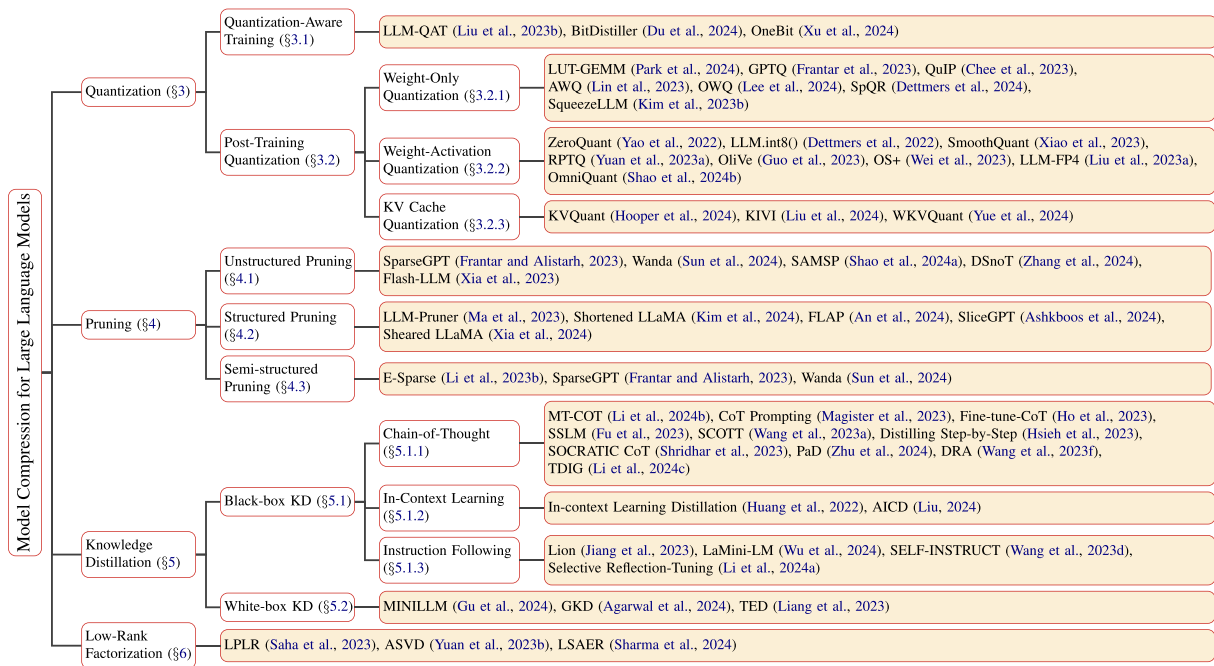 Model Compression for Large Language Models
Quantization (§3)
Quantization-Aware
Training (§3.1)
LLM-QAT (Liu et al., 2023b), BitDistiller (Du et al., 2024), OneBit (Xu et al., 2024)
Post-Training
Quantization (§3.2)
Weight-Only
Quantization (§3.2.1)
LUT-GEMM (Park et al., 2024), GPTQ (Frantar et al., 2023), QuIP (Chee et al., 2023),
AWQ (Lin et al., 2023), OWQ (Lee et al., 2024), SpQR (Dettmers et al., 2024),
SqueezeLLM (Kim et al., 2023b)
Weight-Activation
Quantization (§3.2.2)
ZeroQuant (Yao et al., 2022), LLM.int8() (Dettmers et al., 2022), SmoothQuant (Xiao et al., 2023),
RPTQ (Yuan et al., 2023a), OliVe (Guo et al., 2023), OS+ (Wei et al., 2023), LLM-FP4 (Liu et al., 2023a),
OmniQuant (Shao et al., 2024b)
KV Cache
Quantization (§3.2.3)
KVQuant (Hooper et al., 2024), KIVI (Liu et al., 2024), WKVQuant (Yue et al., 2024)
Pruning (§4)
Unstructured Pruning
(§4.1)
SparseGPT (Frantar and Alistarh, 2023), Wanda (Sun et al., 2024), SAMSP (Shao et al., 2024a), DSnoT (Zhang et al., 2024),
Flash-LLM (Xia et al., 2023)
Structured Pruning
(§4.2)
LLM-Pruner (Ma et al., 2023), Shortened LLaMA (Kim et al., 2024), FLAP (An et al., 2024), SliceGPT (Ashkboos et al., 2024),
Sheared LLaMA (Xia et al., 2024)
Semi-structured
Pruning (§4.3)
E-Sparse (Li et al., 2023b), SparseGPT (Frantar and Alistarh, 2023), Wanda (Sun et al., 2024)
Knowledge
Distillation (§5)
Black-box KD (§5.1)
Chain-of-Thought
(§5.1.1)
MT-COT (Li et al., 2024b), CoT Prompting (Magister et al., 2023), Fine-tune-CoT (Ho et al., 2023),
SSLM (Fu et al., 2023), SCOTT (Wang et al., 2023a), Distilling Step-by-Step (Hsieh et al., 2023),
SOCRATIC CoT (Shridhar et al., 2023), PaD (Zhu et al., 2024), DRA (Wang et al., 2023f),
TDIG (Li et al., 2024c)
In-Context Learning
(§5.1.2)
In-context Learning Distillation (Huang et al., 2022), AICD (Liu, 2024)
Instruction Following
(§5.1.3)
Lion (Jiang et al., 2023), LaMini-LM (Wu et al., 2024), SELF-INSTRUCT (Wang et al., 2023d),
Selective Reflection-Tuning (Li et al., 2024a)
White-box KD (§5.2)
MINILLM (Gu et al., 2024), GKD (Agarwal et al., 2024), TED (Liang et al., 2023)
Low-Rank
Factorization (§6)
LPLR (Saha et al., 2023), ASVD (Yuan et al., 2023b), LSAER (Sharma et al., 2024)